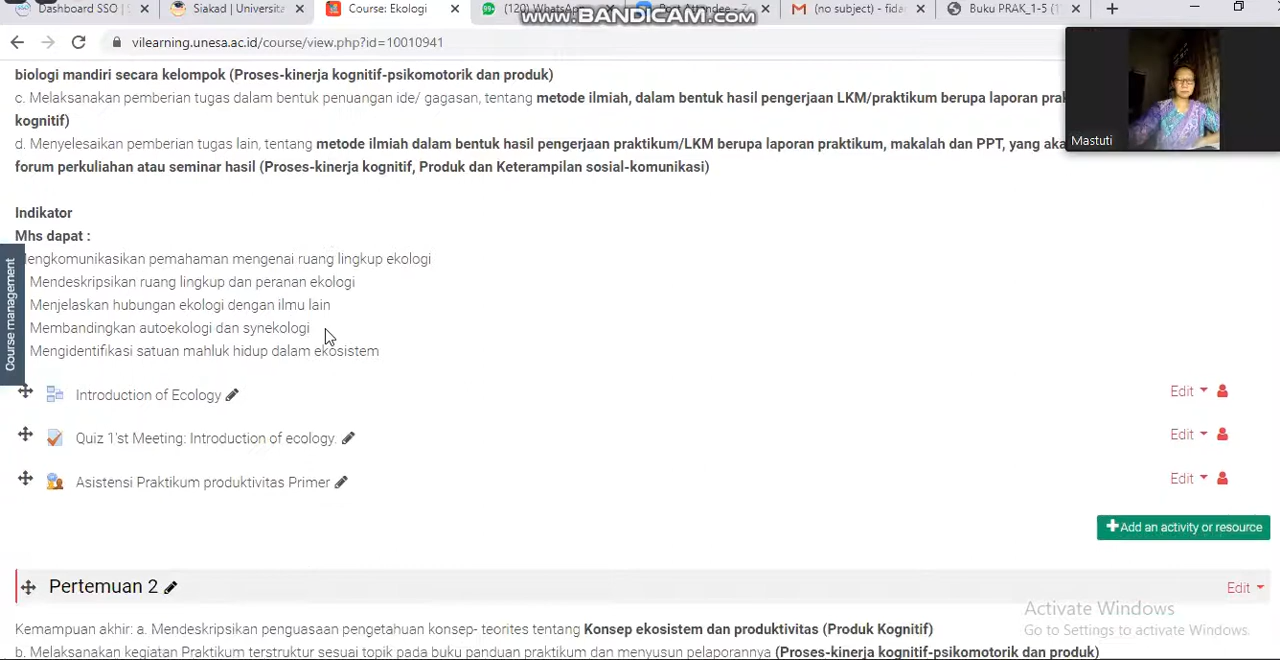 Dashboard SSO | S
Siakad | Universita
Course: Ekologi
(120) WhatsA
Post Attendee - Z
(no subject) - fida
Buku PRAK_1-5 (1
www.BANDICAM.com
vilearning.unesa.ac.id/course/view.php?id=10010941
biologi mandiri secara kelompok (Proses-kinerja kognitif-psikomotorik dan produk)
c. Melaksanakan pemberian tugas dalam bentuk penuangan ide/ gagasan, tentang metode ilmiah, dalam bentuk hasil pengerjaan LKM/praktikum berupa laporan prak
kognitif)
d. Menyelesaikan pemberian tugas lain, tentang metode ilmiah dalam bentuk hasil pengerjaan praktikum/LKM berupa laporan praktikum, makalah dan PPT, yang aka
Mastuti
forum perkuliahan atau seminar hasil (Proses-kinerja kognitif, Produk dan Keterampilan sosial-komunikasi)
Indikator
Mhs dapat :
engkomunikasikan pemahaman mengenai ruang lingkup ekologi
Mendeskripsikan ruang lingkup dan peranan ekologi
Menjelaskan hubungan ekologi dengan ilmu lain
Membandingkan autoekologi dan synekologi
Mengidentifikasi satuan mahluk hidup dalam ekosistem
Course management
Introduction of Ecology
Edit
Quiz 1'st Meeting: Introduction of ecology.
Edit
Asistensi Praktikum produktivitas Primer
Edit
Add an activity or resource
Pertemuan 2
Edit
Activate Windows
Go to Settings to activate Windows.
Kemampuan akhir: a. Mendeskripsikan penguasaan pengetahuan konsep- teorites tentang Konsep ekosistem dan produktivitas (Produk Kognitif)
b. Melaksanakan kegiatan Praktikum terstruktur sesuai topik pada buku panduan praktikum dan menyusun pelaporannya (Proses-kinerja kognitif-psikomotorik dan produk)